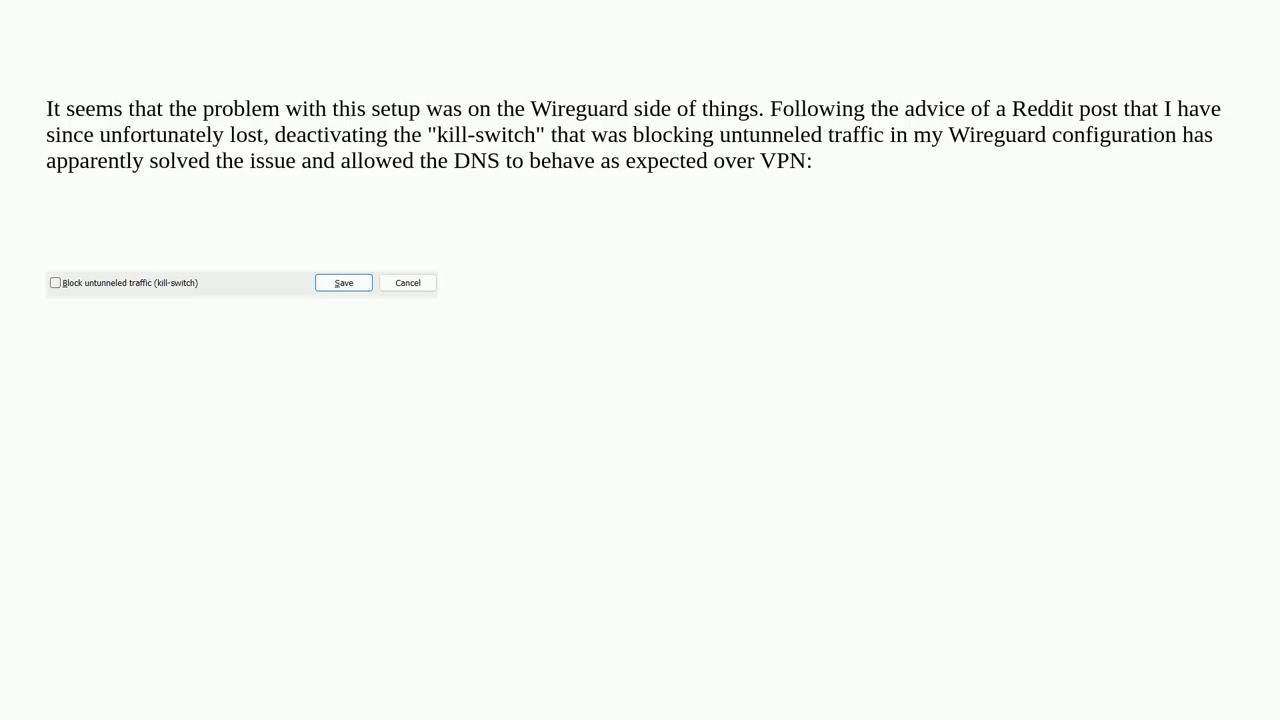 It seems that the problem with this setup was on the Wireguard side of things. Following the advice of a Reddit post that I have
since unfortunately lost, deactivating the "kill-switch" that was blocking untunneled traffic in my Wireguard configuration has
apparently solved the issue and allowed the DNS to behave as expected over VPN:
Block untunneled traffic (kill-switch) Save Cancel